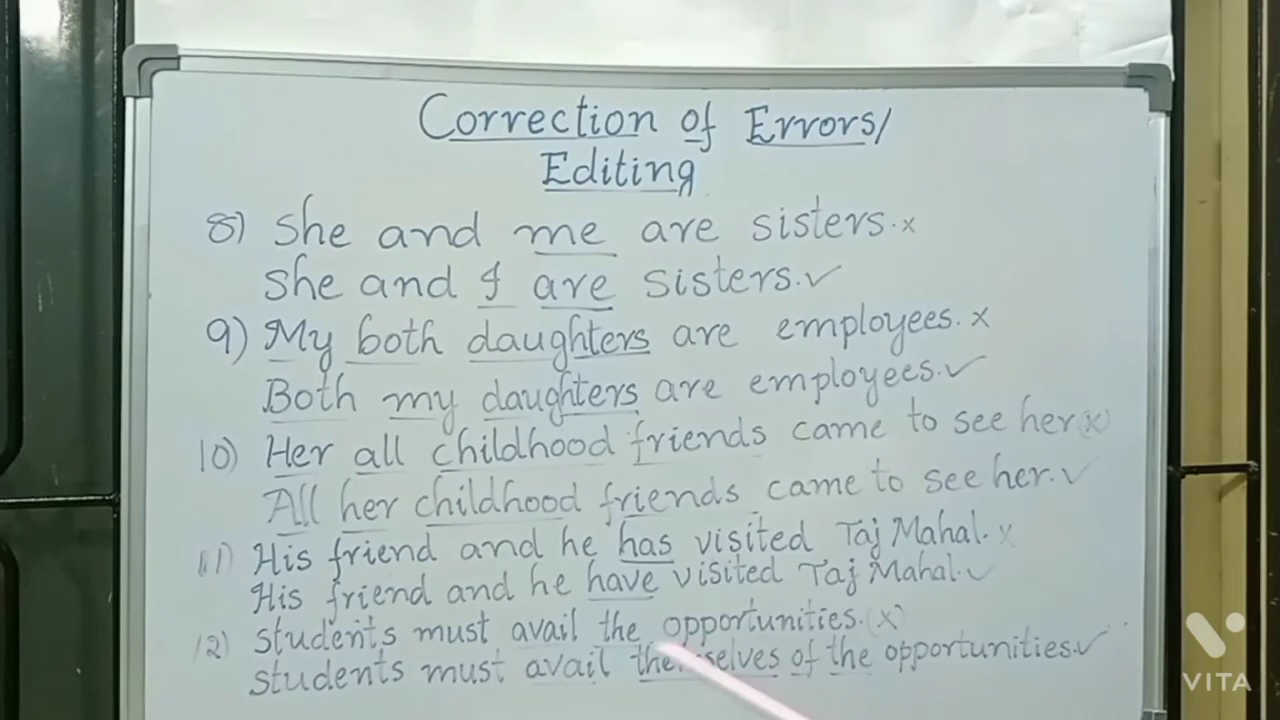 Correction of Errors/
Editing
8) She and me are sisters. x
She and I are sisters. ✓
9) My both daughters are employees. x
Both my daughters are employees. ✓
10) Her all childhood friends came to see her (x)
All her childhood friends came to see her. ✓
11) His friend and he has visited Taj Mahal. x
His friend and he have visited Taj Mahal. ✓
12) Students must avail the opportunities. (x)
students must avail themselves of the opportunities. ✓
VITA